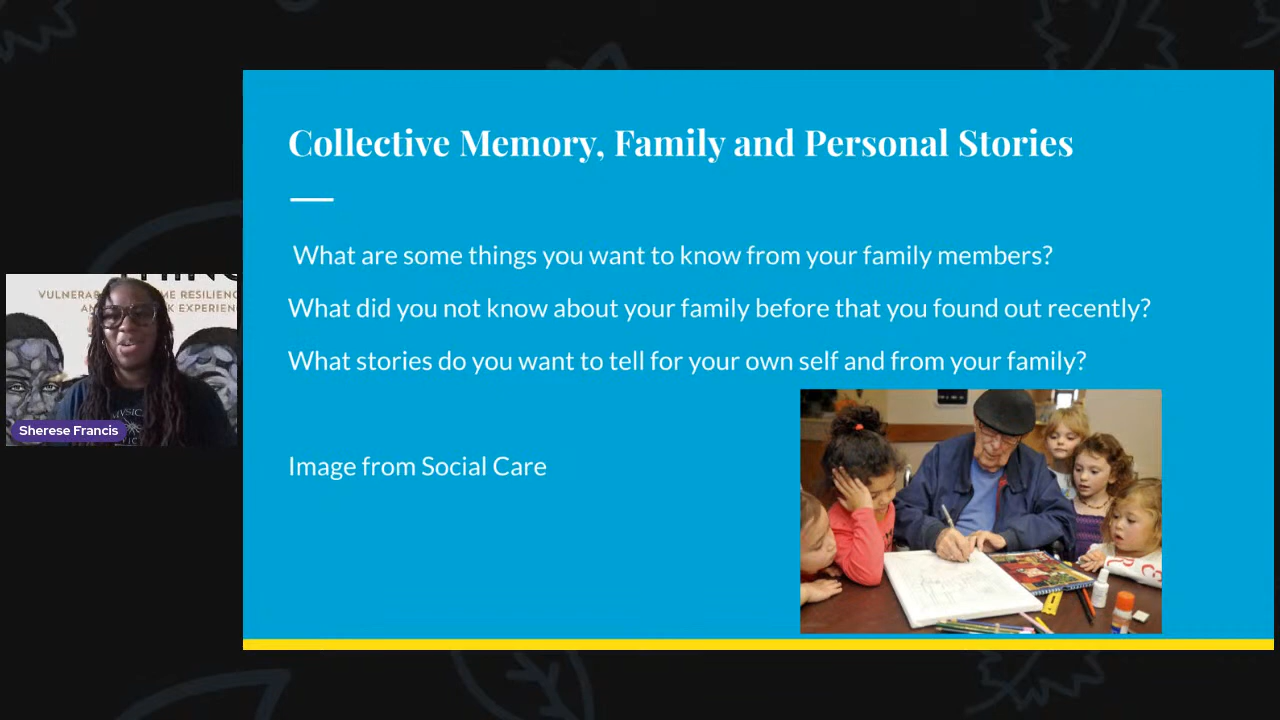 Collective Memory, Family and Personal Stories
What are some things you want to know from your family members?
What did you not know about your family before that you found out recently?
What stories do you want to tell for your own self and from your family?
Image from Social Care
Sherese Francis